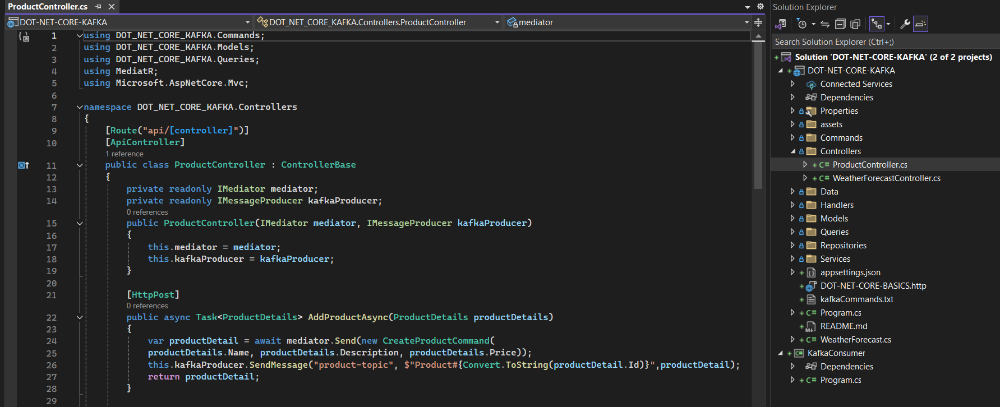 ProductController.cs
DOT-NET-CORE-KAFKA
DOT_NET_CORE_KAFKA.Controllers.ProductController
mediator
1 using DOT_NET_CORE_KAFKA.Commands;
2 using DOT_NET_CORE_KAFKA.Models;
3 using DOT_NET_CORE_KAFKA.Queries;
4 using MediatR;
5 using Microsoft.AspNetCore.Mvc;
6
7 namespace DOT_NET_CORE_KAFKA.Controllers
8 {
9 [Route("api/[controller]")]
10 [ApiController]
1 reference
11 public class ProductController : ControllerBase
12 {
13 private readonly IMediator mediator;
14 private readonly IMessageProducer kafkaProducer;
0 references
15 public ProductController(IMediator mediator, IMessageProducer kafkaProducer)
16 {
17 this.mediator = mediator;
18 this.kafkaProducer = kafkaProducer;
19 }
20
21 [HttpPost]
0 references
22 public async Task<ProductDetails> AddProductAsync(ProductDetails productDetails)
23 {
24 var productDetail = await mediator.Send(new CreateProductCommand(
25 productDetails.Name, productDetails.Description, productDetails.Price));
26 this.kafkaProducer.SendMessage("product-topic", $"Product#{Convert.ToString(productDetail.Id)}",productDetail);
27 return productDetail;
28 }
29
Solution Explorer
Search Solution Explorer (Ctrl+;)
Solution 'DOT-NET-CORE-KAFKA' (2 of 2 projects)
DOT-NET-CORE-KAFKA
Connected Services
Dependencies
Properties
assets
Commands
Controllers
C# ProductController.cs
C# WeatherForecastController.cs
Data
Handlers
Models
Queries
Repositories
Services
appsettings.json
DOT-NET-CORE-BASICS.http
kafkaCommands.txt
C# Program.cs
README.md
C# WeatherForecast.cs
C# KafkaConsumer
Dependencies
C# Program.cs